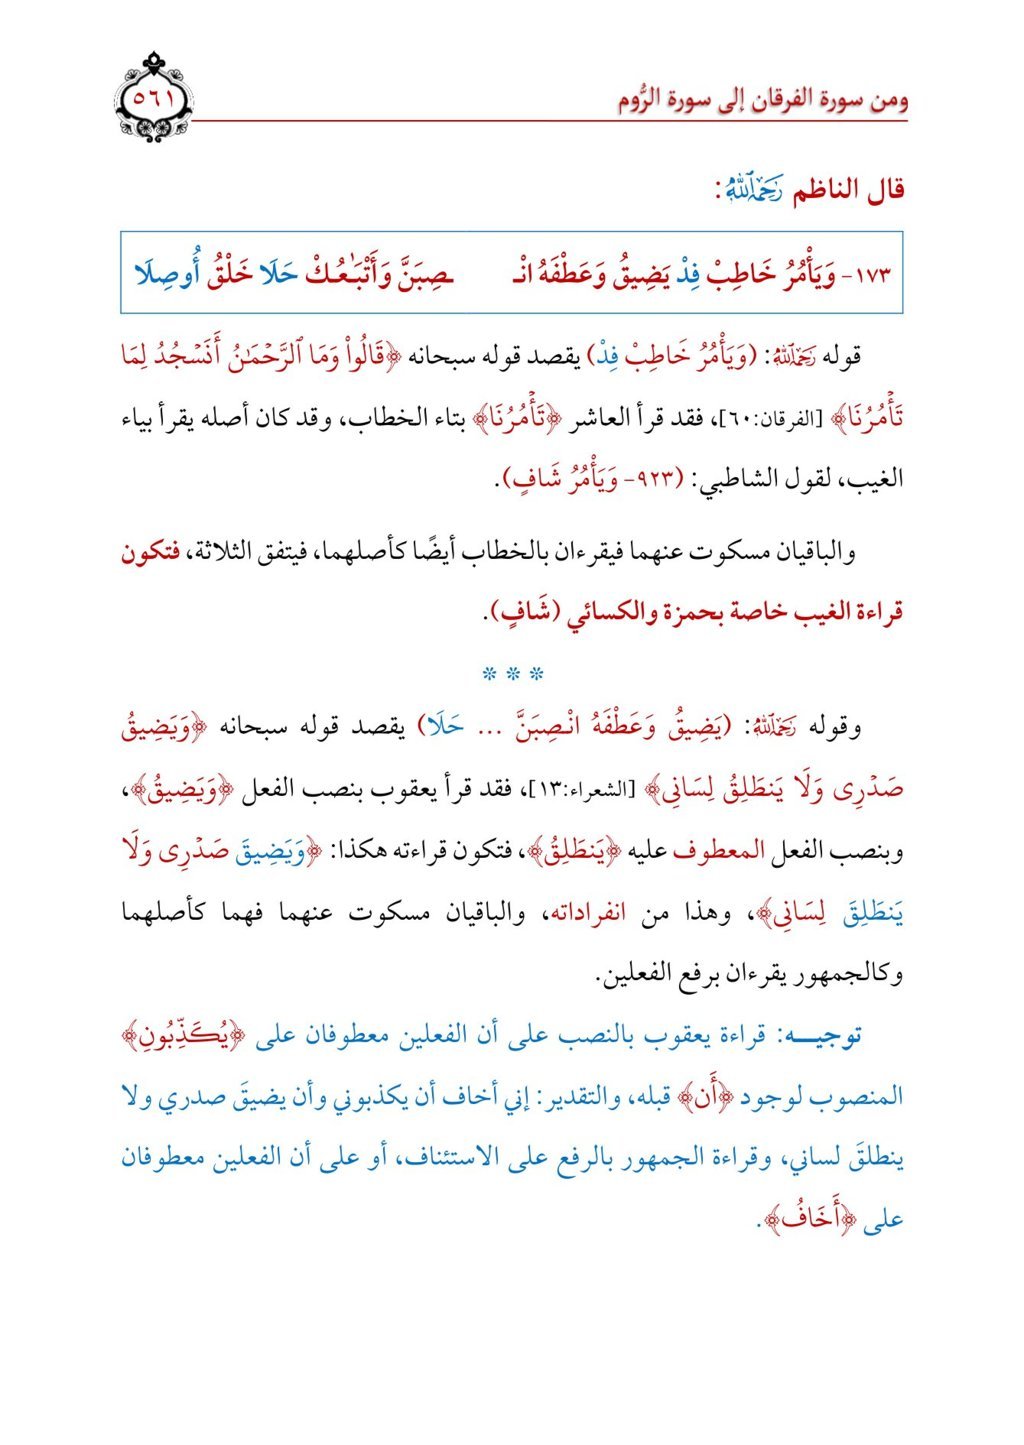 ومن سورة الفرقان إلى سورة الرُّوم
٥٦١
قال الناظم رَحِمَهُ ٱللَّهُ:
١٧٣- وَيَأْمُرُ خَاطِبْ فِدْ يَضِيقُ وَعَطْفَهُ انْـ ـصِبَنَّ وَأَتْبَـٰعُكْ حَلَا خَلْقُ أُوصِلَا
قوله رَحِمَهُ ٱللَّهُ: (وَيَأْمُرُ خَاطِبْ فِدْ) يقصد قوله سبحانه ﴿قَالُواْ وَمَا ٱلرَّحۡمَـٰنُ أَنَسۡجُدُ لِمَا
تَأۡمُرُنَا﴾ [الفرقان:٦٠]، فقد قرأ العاشر ﴿تَأۡمُرُنَا﴾ بتاء الخطاب، وقد كان أصله يقرأ بياء
الغيب، لقول الشاطبي: (٩٢٣- وَيَأْمُرُ شَافٍ).
والباقيان مسكوت عنهما فيقرءان بالخطاب أيضًا كأصلهما، فيتفق الثلاثة، فتكون
قراءة الغيب خاصة بحمزة والكسائي (شَافٍ).
* * *
وقوله رَحِمَهُ ٱللَّهُ: (يَضِيقُ وَعَطْفَهُ انْصِبَنَّ ... حَلَا) يقصد قوله سبحانه ﴿وَيَضِيقُ
صَدۡرِى وَلَا يَنطَلِقُ لِسَانِى﴾ [الشعراء:١٣]، فقد قرأ يعقوب بنصب الفعل ﴿وَيَضِيقُ﴾،
وبنصب الفعل المعطوف عليه ﴿يَنطَلِقُ﴾، فتكون قراءته هكذا: ﴿وَيَضِيقَ صَدۡرِى وَلَا
يَنطَلِقَ لِسَانِى﴾، وهذا من انفراداته، والباقيان مسكوت عنهما فهما كأصلهما
وكالجمهور يقرءان برفع الفعلين.
توجيـــه: قراءة يعقوب بالنصب على أن الفعلين معطوفان على ﴿يُكَذِّبُونِ﴾
المنصوب لوجود ﴿أَن﴾ قبله، والتقدير: إني أخاف أن يكذبوني وأن يضيقَ صدري ولا
ينطلقَ لساني، وقراءة الجمهور بالرفع على الاستئناف، أو على أن الفعلين معطوفان
على ﴿أَخَافُ﴾.